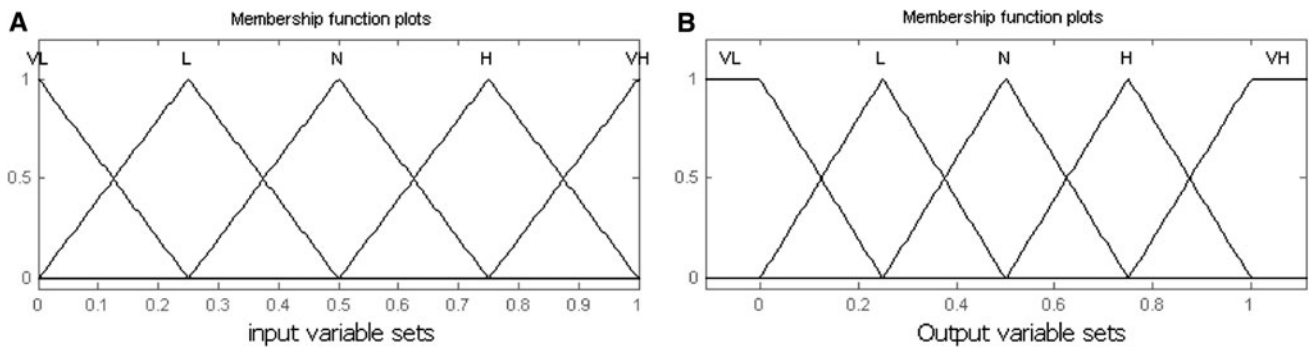 A
Membership function plots
VL L N H VH
1
0.5
0
0 0.1 0.2 0.3 0.4 0.5 0.6 0.7 0.8 0.9 1
input variable sets
B
Membership function plots
VL L N H VH
1
0.5
0
0 0.2 0.4 0.6 0.8 1
Output variable sets